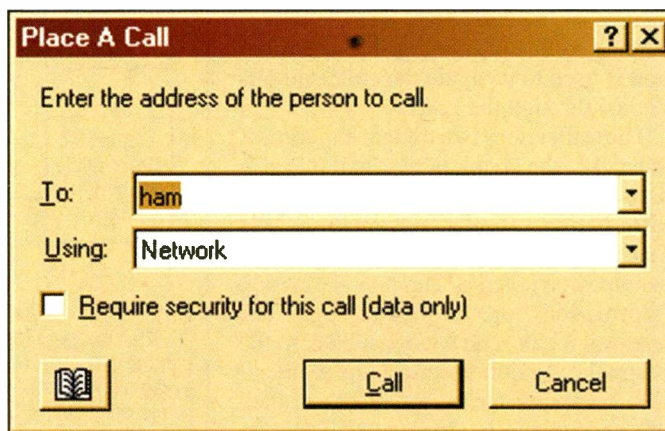 Place A Call
Enter the address of the person to call.
To: ham
Using: Network
Require security for this call (data only)
Call Cancel